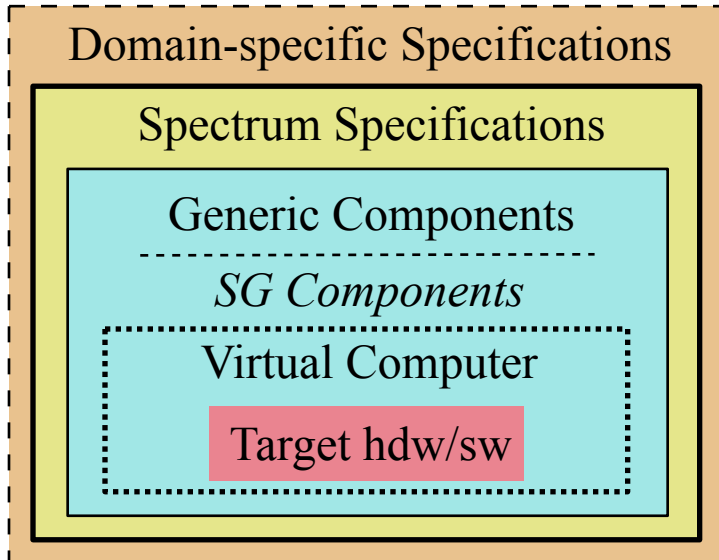 Domain-specific Specifications
Spectrum Specifications
Generic Components
SG Components
Virtual Computer
Target hdw/sw